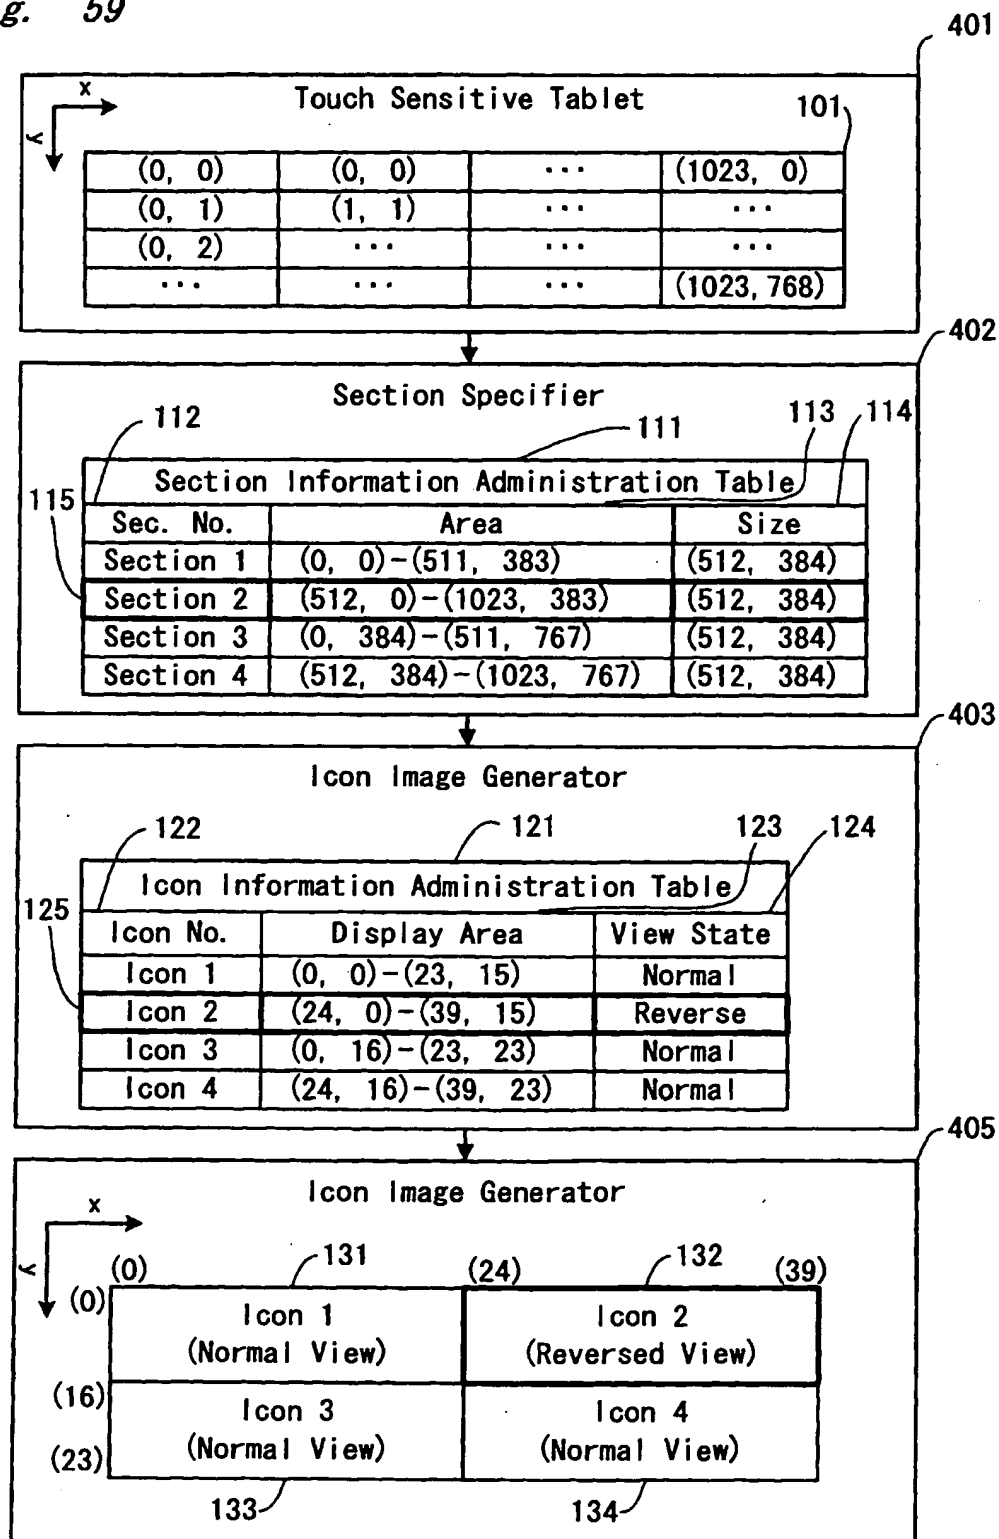 g. 59
401
x
Touch Sensitive Tablet
101
y
(0, 0) (0, 0) ... (1023, 0)
(0, 1) (1, 1) ... ...
(0, 2) ... ... ...
... ... ... (1023, 768)
402
Section Specifier
112 111 113 114
Section Information Administration Table
115
Sec. No. Area Size
Section 1 (0, 0)-(511, 383) (512, 384)
Section 2 (512, 0)-(1023, 383) (512, 384)
Section 3 (0, 384)-(511, 767) (512, 384)
Section 4 (512, 384)-(1023, 767) (512, 384)
403
Icon Image Generator
122 121 123 124
Icon Information Administration Table
125
Icon No. Display Area View State
Icon 1 (0, 0)-(23, 15) Normal
Icon 2 (24, 0)-(39, 15) Reverse
Icon 3 (0, 16)-(23, 23) Normal
Icon 4 (24, 16)-(39, 23) Normal
405
Icon Image Generator
x
y
131 132
(0) (24) (39)
(0)
Icon 1 Icon 2
(Normal View) (Reversed View)
(16)
Icon 3 Icon 4
(Normal View) (Normal View)
(23)
133 134